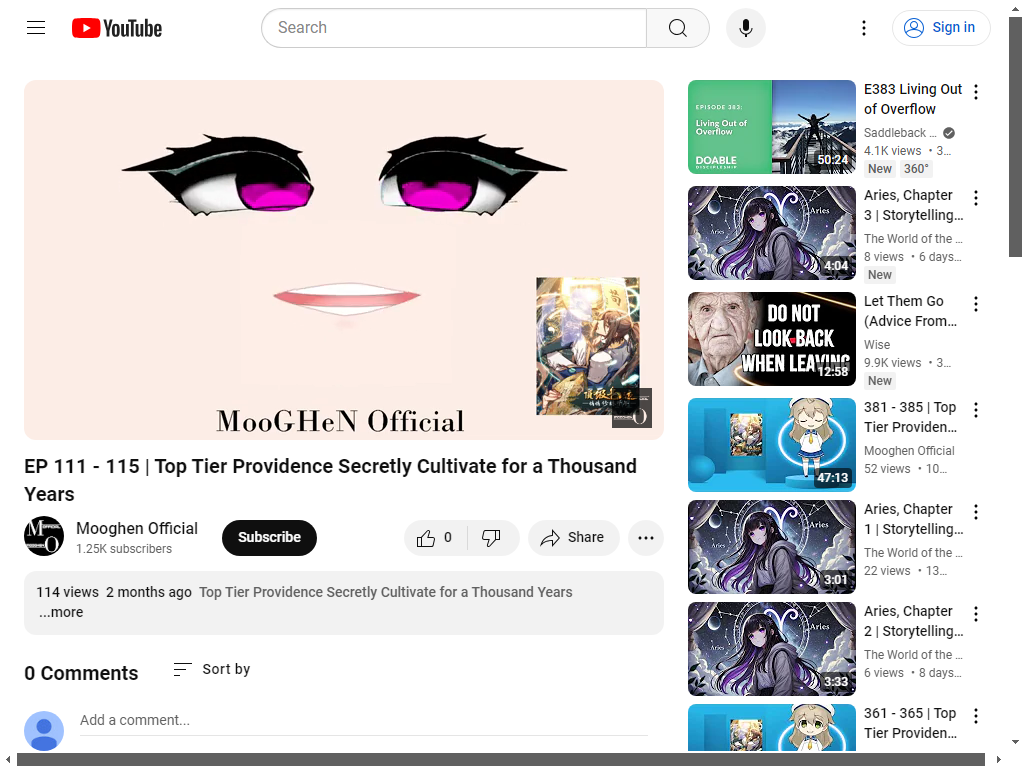 YouTube
Search
Sign in
MooGHeN Official
EP 111 - 115 | Top Tier Providence Secretly Cultivate for a Thousand
Years
Mooghen Official
1.25K subscribers
Subscribe
0
Share
114 views 2 months ago Top Tier Providence Secretly Cultivate for a Thousand Years
...more
0 Comments
Sort by
Add a comment...
EPISODE 383:
Living Out of
Overflow
DOABLE
DISCIPLESHIP
50:24
E383 Living Out
of Overflow
Saddleback ...
4.1K views • 3...
New 360°
Aries
Aries
4:04
Aries, Chapter
3 | Storytelling...
The World of the ...
8 views • 6 days...
New
DO NOT
LOOK-BACK
WHEN LEAVING
12:58
Let Them Go
(Advice From...
Wise
9.9K views • 3...
New
47:13
381 - 385 | Top
Tier Providen...
Mooghen Official
52 views • 10...
Aries
Aries
3:01
Aries, Chapter
1 | Storytelling...
The World of the ...
22 views • 13...
Aries
Aries
3:33
Aries, Chapter
2 | Storytelling...
The World of the ...
6 views • 8 days...
361 - 365 | Top
Tier Providen...